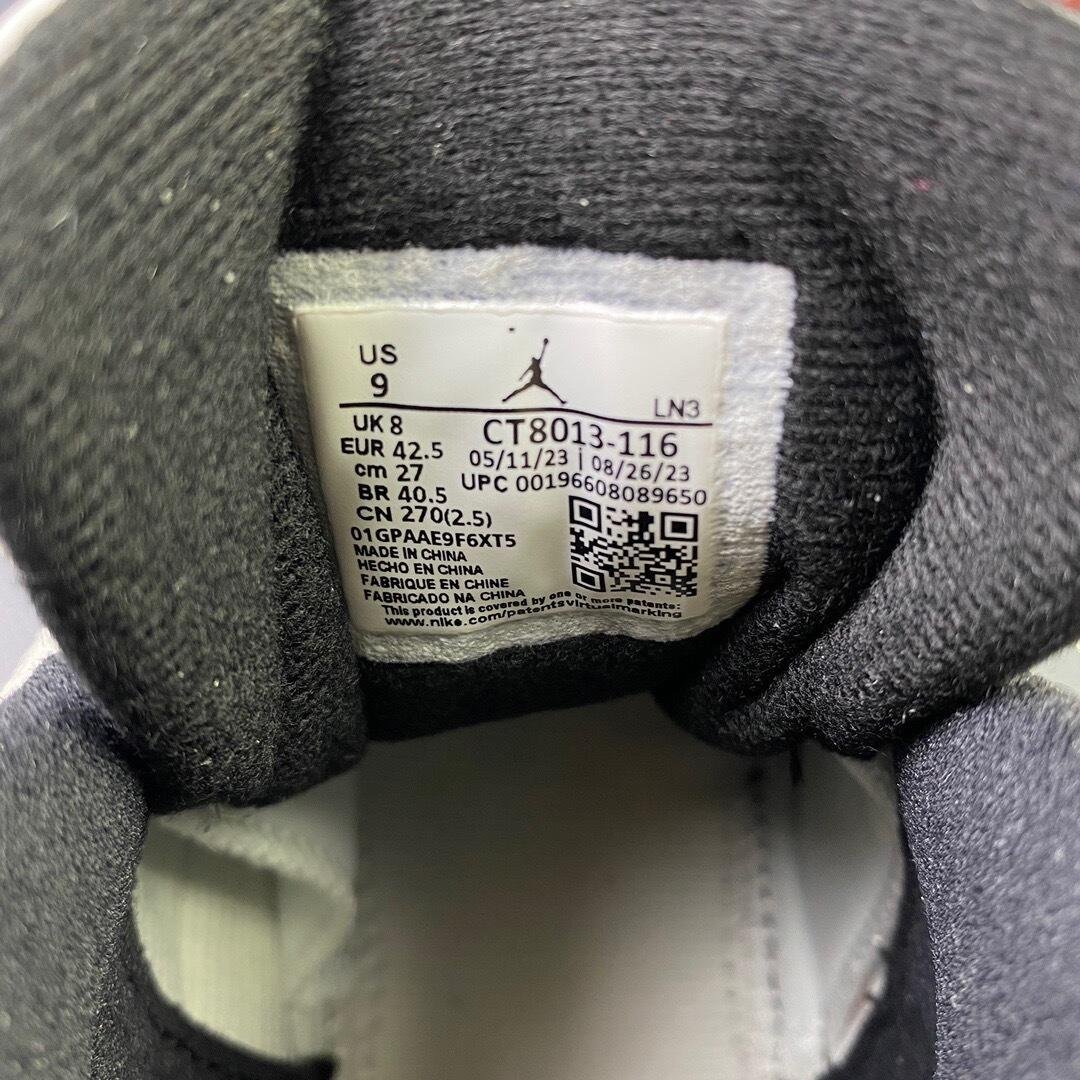 US
9
LN3
UK 8
EUR 42.5
cm 27
BR 40.5
CN 270(2.5)
CT8013-116
05/11/23 | 08/26/23
UPC 00196608089650
01GPAAE9F6XT5
MADE IN CHINA
HECHO EN CHINA
FABRIQUE EN CHINE
FABRICADO NA CHINA
This product is covered by one or more patents:
www.nike.com/patentsvirtualmarking